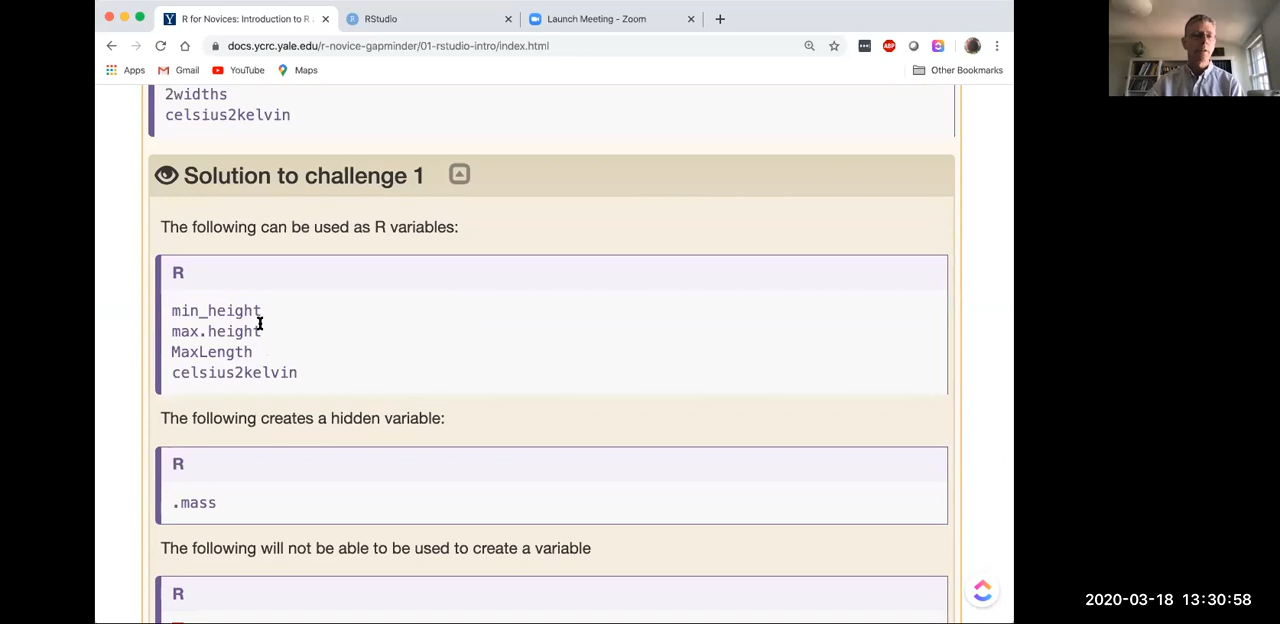 R for Novices: Introduction to R
RStudio
Launch Meeting - Zoom
docs.ycrc.yale.edu/r-novice-gapminder/01-rstudio-intro/index.html
ABP
Apps
Gmail
YouTube
Maps
Other Bookmarks
2widths
celsius2kelvin
Solution to challenge 1
The following can be used as R variables:
R
min_height
max.height
MaxLength
celsius2kelvin
The following creates a hidden variable:
R
.mass
The following will not be able to be used to create a variable
R
2020-03-18 13:30:58